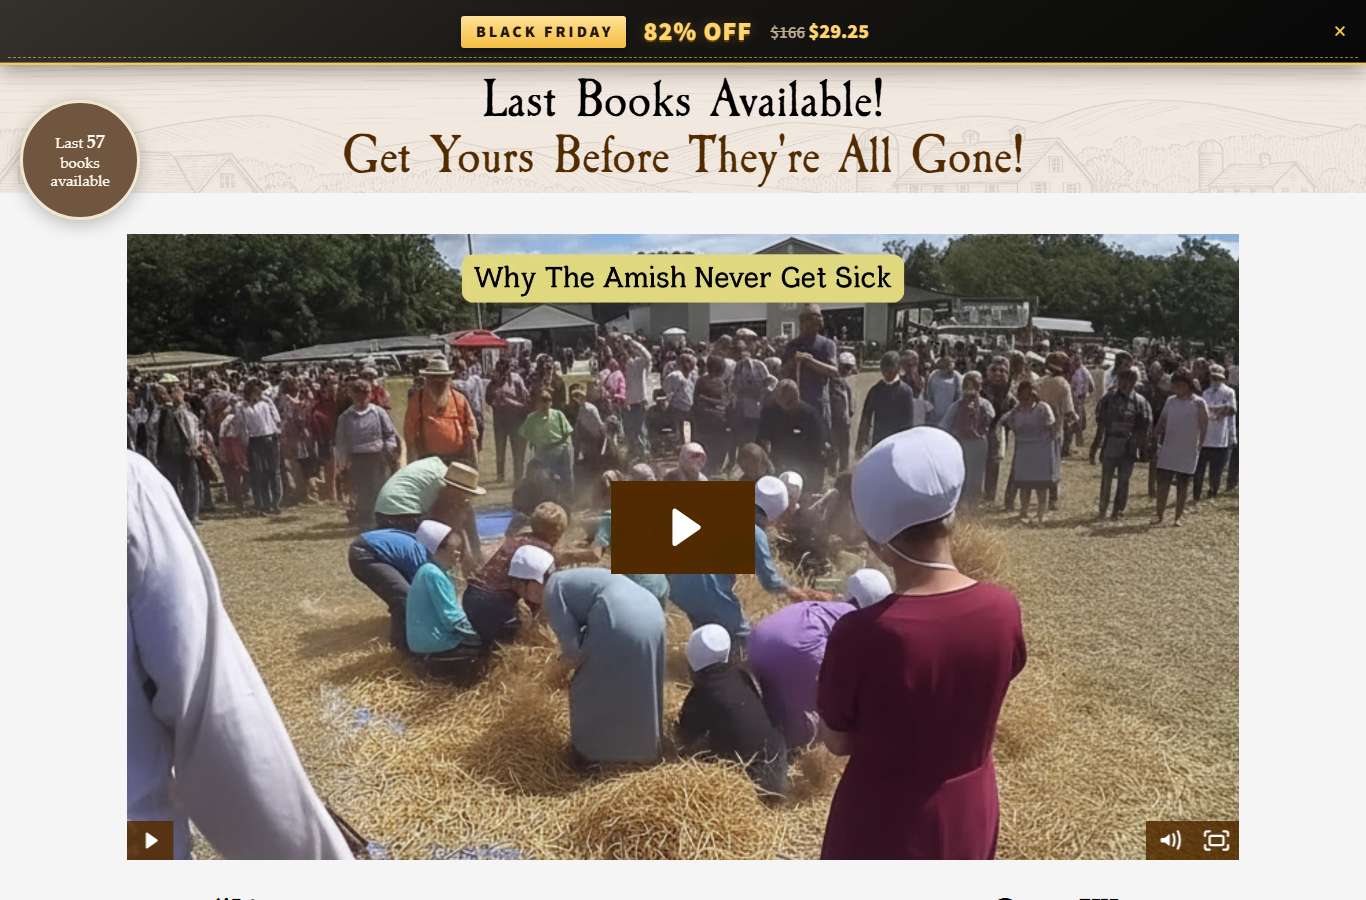 BLACK FRIDAY 82% OFF $166 $29.25 ×
Last Books Available!
Get Yours Before They're All Gone!
Last 57
books
available
Why The Amish Never Get Sick